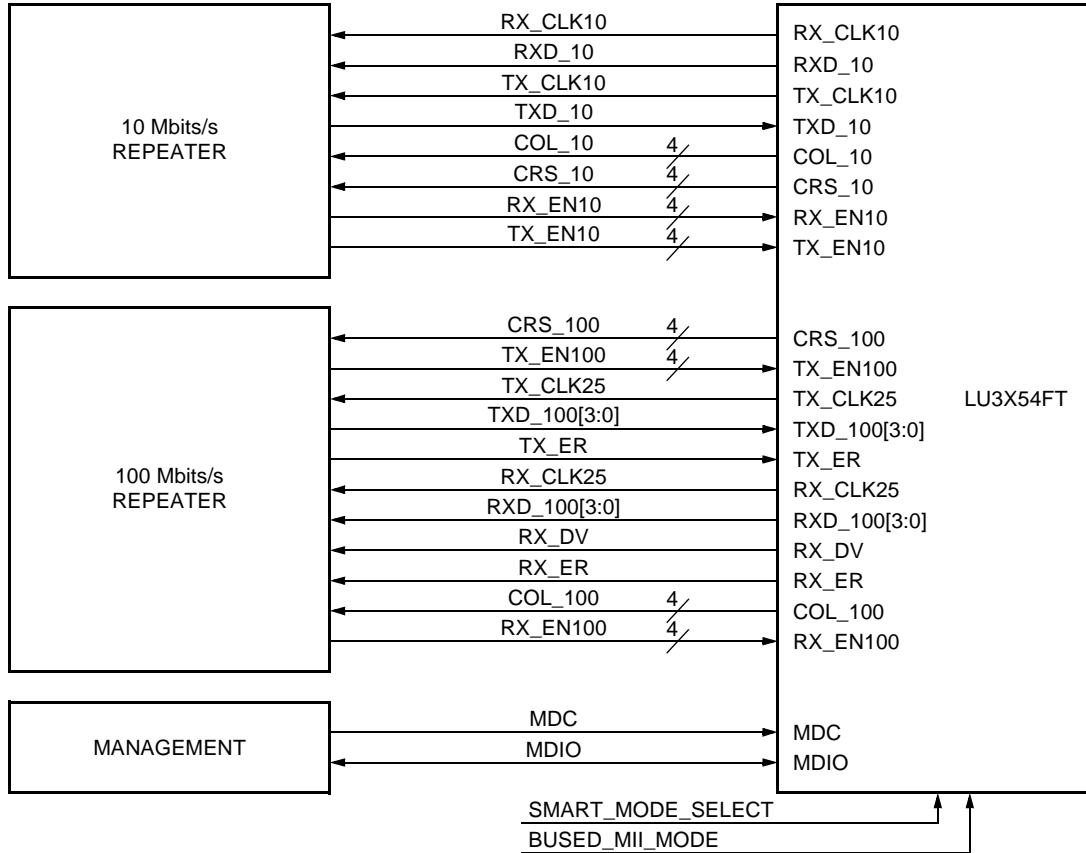 10 Mbits/s
REPEATER
RX_CLK10
RX_CLK10
RXD_10
RXD_10
TX_CLK10
TX_CLK10
TXD_10
TXD_10
COL_10 4
COL_10
CRS_10 4
CRS_10
RX_EN10 4
RX_EN10
TX_EN10 4
TX_EN10
100 Mbits/s
REPEATER
CRS_100 4
CRS_100
TX_EN100 4
TX_EN100
TX_CLK25
TX_CLK25
LU3X54FT
TXD_100[3:0]
TXD_100[3:0]
TX_ER
TX_ER
RX_CLK25
RX_CLK25
RXD_100[3:0]
RXD_100[3:0]
RX_DV
RX_DV
RX_ER
RX_ER
COL_100 4
COL_100
RX_EN100 4
RX_EN100
MANAGEMENT
MDC
MDC
MDIO
MDIO
SMART_MODE_SELECT
BUSED_MII_MODE